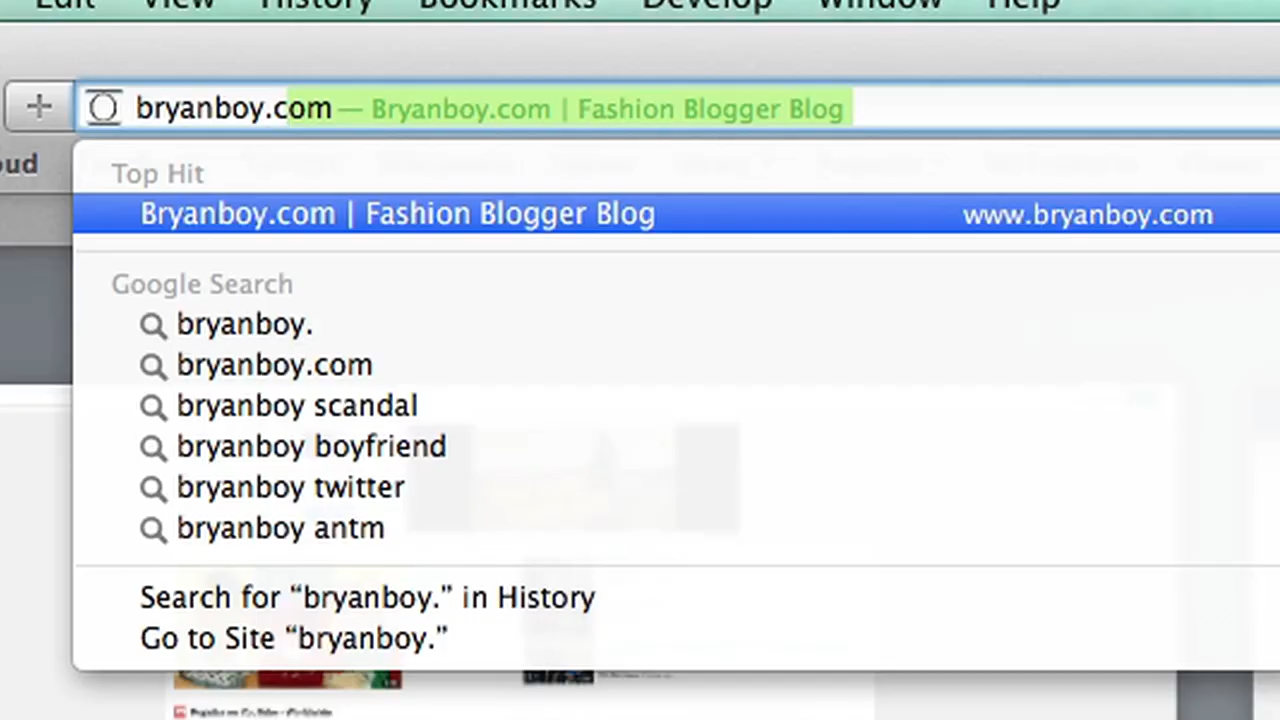 Edit View History Bookmarks Develop Window Help
bryanboy.com — Bryanboy.com | Fashion Blogger Blog
oud
Top Hit
Bryanboy.com | Fashion Blogger Blog www.bryanboy.com
Google Search
bryanboy.
bryanboy.com
bryanboy scandal
bryanboy boyfriend
bryanboy twitter
bryanboy antm
Search for “bryanboy.” in History
Go to Site “bryanboy.”